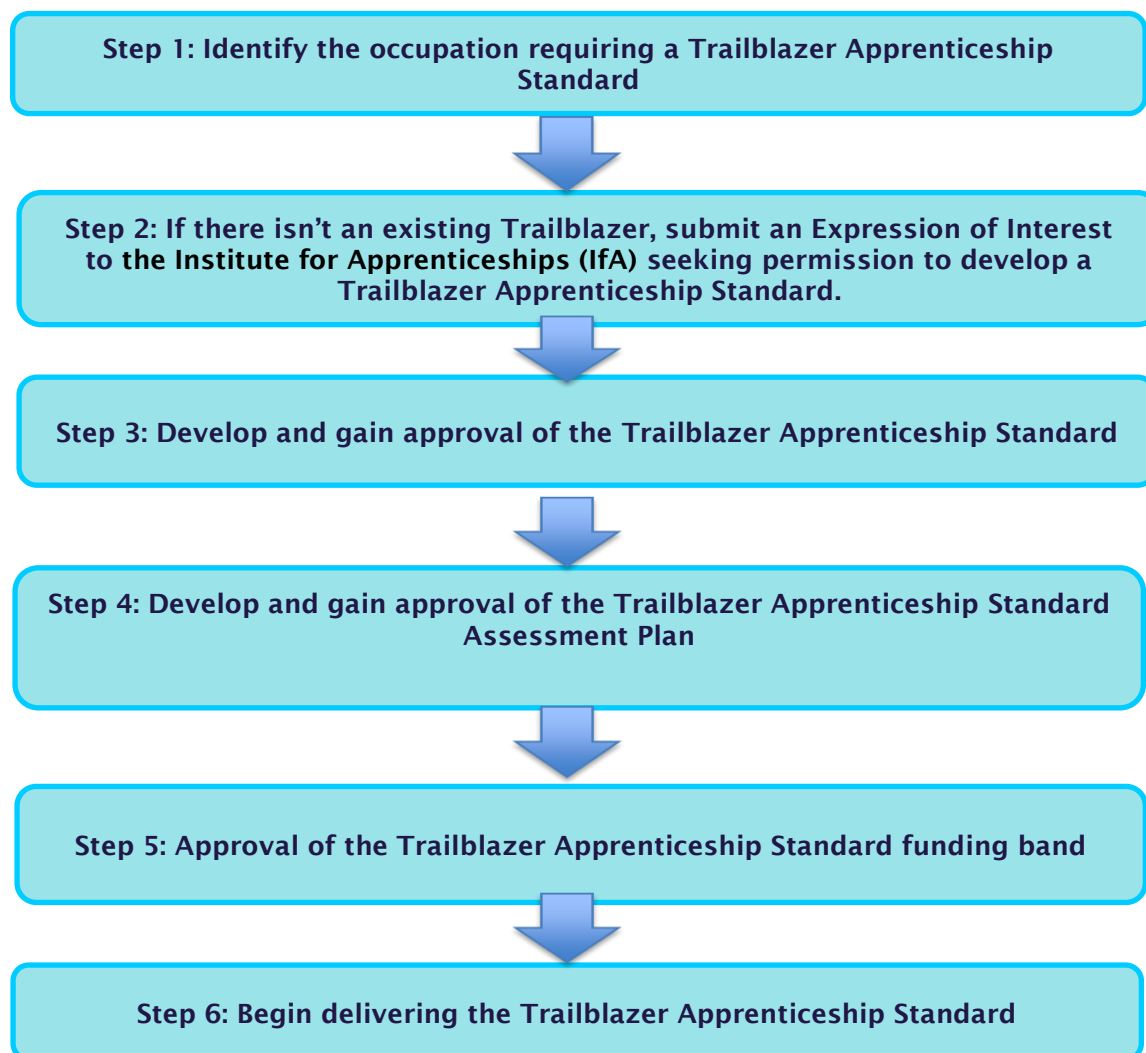 Step 1: Identify the occupation requiring a Trailblazer Apprenticeship
Standard
Step 2: If there isn’t an existing Trailblazer, submit an Expression of Interest
to the Institute for Apprenticeships (IfA) seeking permission to develop a
Trailblazer Apprenticeship Standard.
Step 3: Develop and gain approval of the Trailblazer Apprenticeship Standard
Step 4: Develop and gain approval of the Trailblazer Apprenticeship Standard
Assessment Plan
Step 5: Approval of the Trailblazer Apprenticeship Standard funding band
Step 6: Begin delivering the Trailblazer Apprenticeship Standard